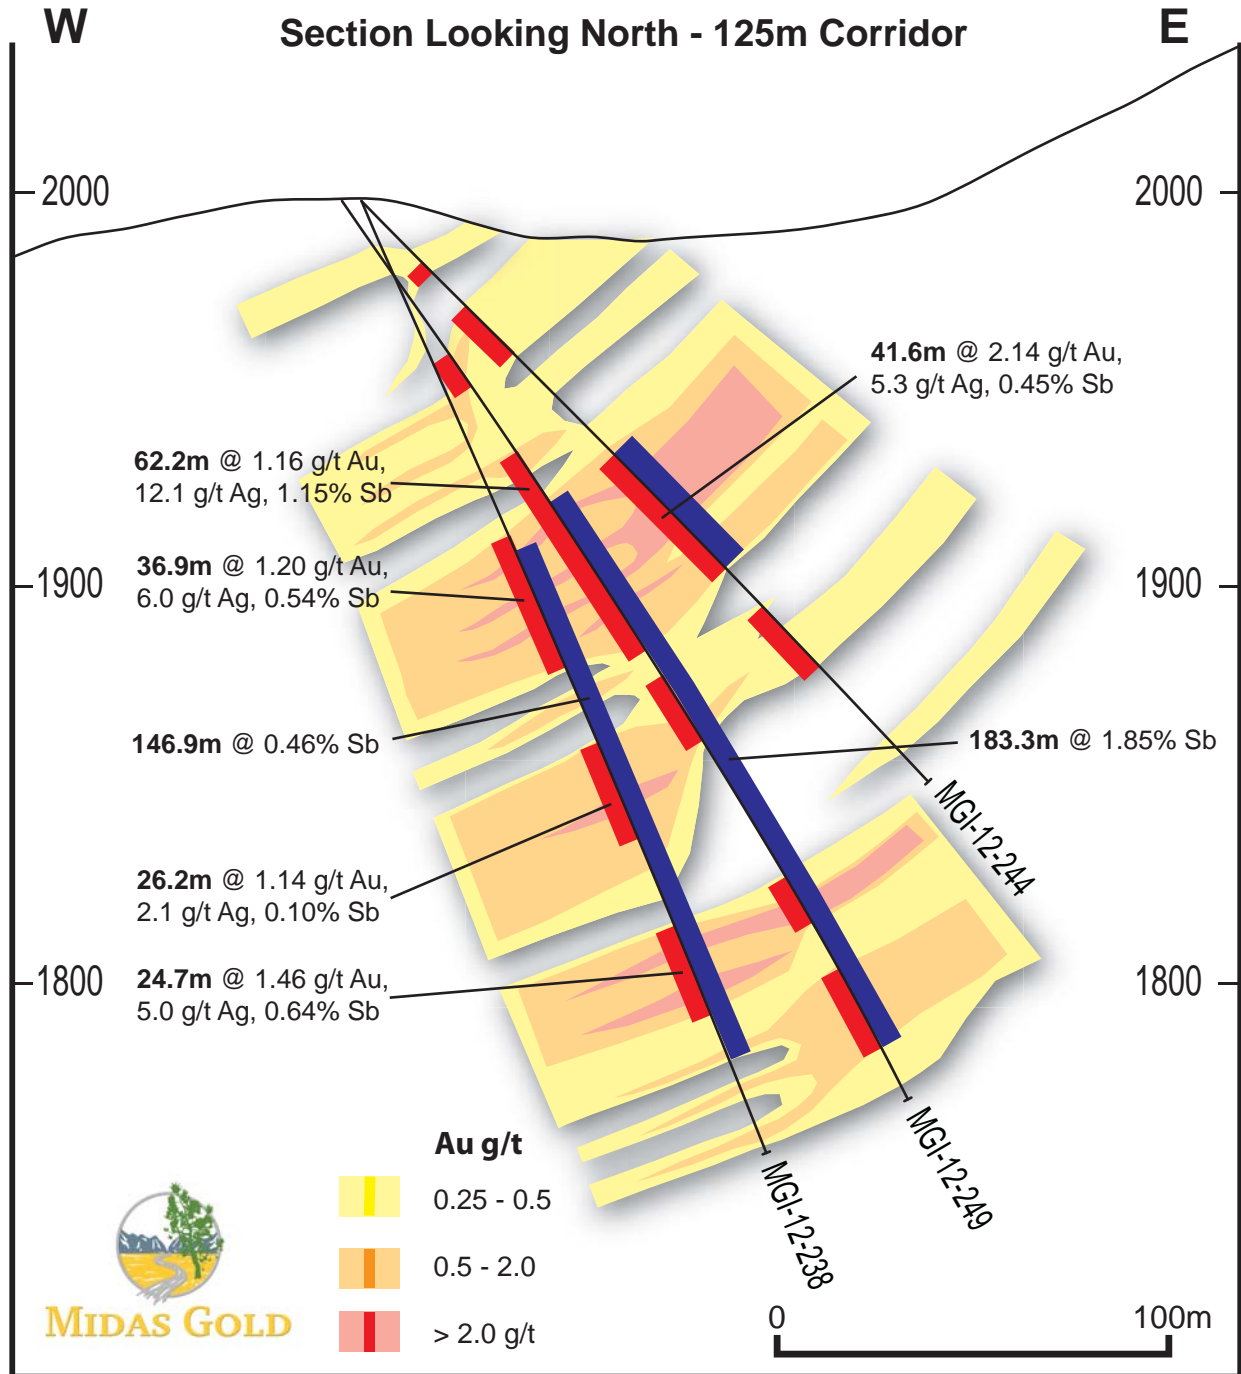 W
Section Looking North - 125m Corridor
E
2000
2000
41.6m @ 2.14 g/t Au,
5.3 g/t Ag, 0.45% Sb
62.2m @ 1.16 g/t Au,
12.1 g/t Ag, 1.15% Sb
36.9m @ 1.20 g/t Au,
6.0 g/t Ag, 0.54% Sb
1900
1900
146.9m @ 0.46% Sb
183.3m @ 1.85% Sb
MGI-12-244
26.2m @ 1.14 g/t Au,
2.1 g/t Ag, 0.10% Sb
24.7m @ 1.46 g/t Au,
5.0 g/t Ag, 0.64% Sb
1800
1800
MGI-12-249
MGI-12-238
Au g/t
0.25 - 0.5
0.5 - 2.0
> 2.0 g/t
MIDAS GOLD
0
100m